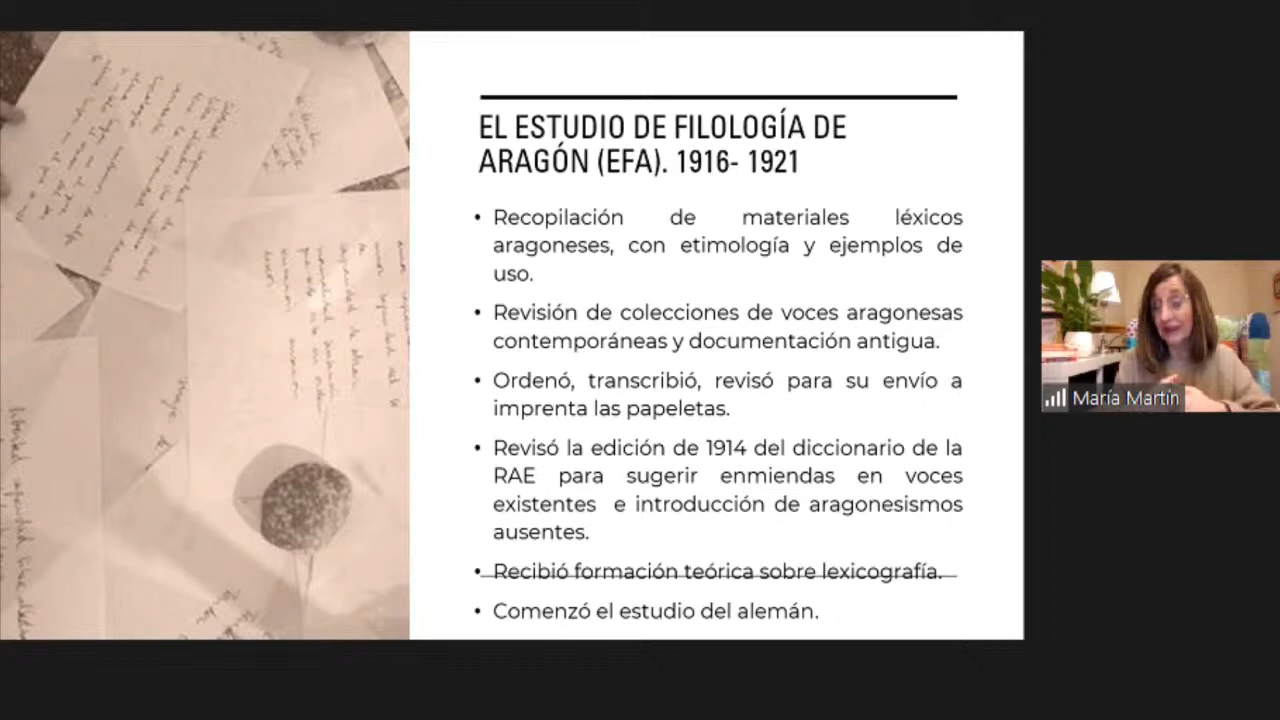 EL ESTUDIO DE FILOLOGÍA DE
ARAGÓN (EFA). 1916- 1921
• Recopilación de materiales léxicos
aragoneses, con etimología y ejemplos de
uso.
• Revisión de colecciones de voces aragonesas
contemporáneas y documentación antigua.
• Ordenó, transcribió, revisó para su envío a
imprenta las papeletas.
• Revisó la edición de 1914 del diccionario de la
RAE para sugerir enmiendas en voces
existentes e introducción de aragonesismos
ausentes.
• Recibió formación teórica sobre lexicografía.
• Comenzó el estudio del alemán.
María Martín